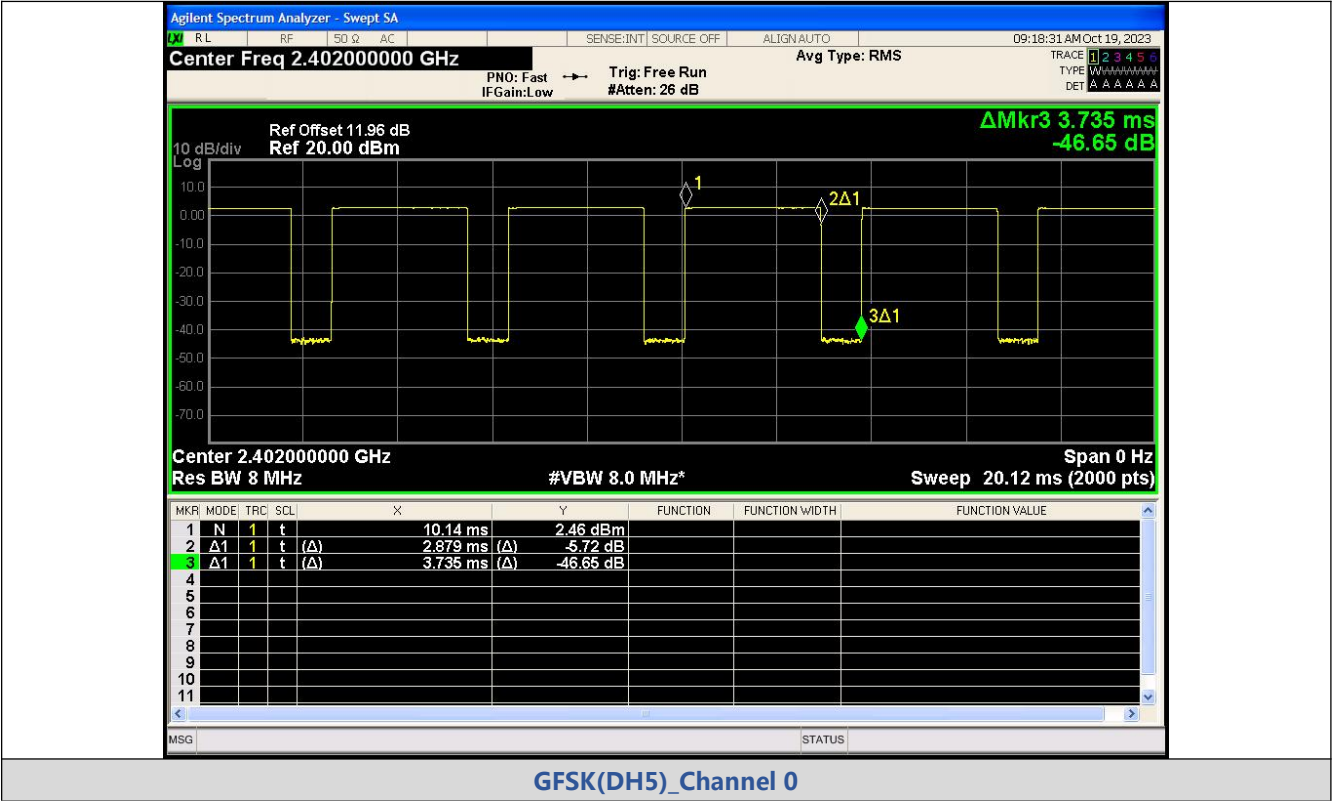 Agilent Spectrum Analyzer - Swept SA
LXI RL RF 50 Ω AC SENSE:INT SOURCE OFF ALIGN AUTO 09:18:31 AM Oct 19, 2023
Center Freq 2.402000000 GHz Avg Type: RMS TRACE 1 2 3 4 5 6
PNO: Fast Trig: Free Run TYPE
IFGain:Low #Atten: 26 dB DET A A A A A A
ΔMkr3 3.735 ms
Ref Offset 11.96 dB -46.65 dB
10 dB/div Ref 20.00 dBm
Log
10.0
0.00
-10.0
-20.0
-30.0
-40.0
-50.0
-60.0
-70.0
1
2Δ1
3Δ1
Center 2.402000000 GHz Span 0 Hz
Res BW 8 MHz #VBW 8.0 MHz* Sweep 20.12 ms (2000 pts)
MKR MODE TRC SCL X Y FUNCTION FUNCTION WIDTH FUNCTION VALUE
1 N 1 t 10.14 ms 2.46 dBm
2 Δ1 1 t (Δ) 2.879 ms (Δ) -5.72 dB
3 Δ1 1 t (Δ) 3.735 ms (Δ) -46.65 dB
4
5
6
7
8
9
10
11
MSG STATUS
GFSK(DH5)_Channel 0